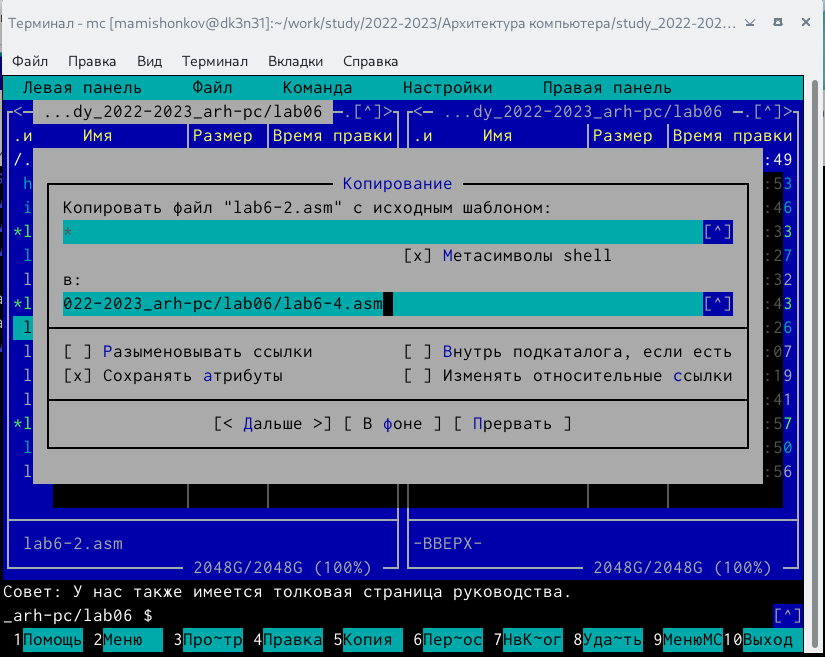 Терминал - mc [mamishonkov@dk3n31]:~/work/study/2022-2023/Архитектура компьютера/study_2022-202...
Файл Правка Вид Терминал Вкладки Справка
Левая панель Файл Команда Настройки Правая панель
<— ...dy_2022-2023_arh-pc/lab06 —.[^]> <— ...dy_2022-2023_arh-pc/lab06 —.[^]>
.и Имя Размер Время правки .и Имя Размер Время правки
/. :49
h Копирование :53
i Копировать файл "lab6-2.asm" с исходным шаблоном: :46
*l * [^] :33
l [x] Метасимволы shell :27
l в: :32
*l 022-2023_arh-pc/lab06/lab6-4.asm [^] :43
l :26
l [ ] Разыменовывать ссылки [ ] Внутрь подкаталога, если есть :07
l [x] Сохранять атрибуты [ ] Изменять относительные ссылки :19
l :41
*l [< Дальше >] [ В фоне ] [ Прервать ] :57
l :50
l :56
lab6-2.asm -ВВЕРХ-
2048G/2048G (100%) 2048G/2048G (100%)
Совет: У нас также имеется толковая страница руководства.
_arh-pc/lab06 $ [^]
1Помощь 2Меню 3Про~тр 4Правка 5Копия 6Пер~ос 7НвК~ог 8Уда~ть 9МенюМС 10Выход